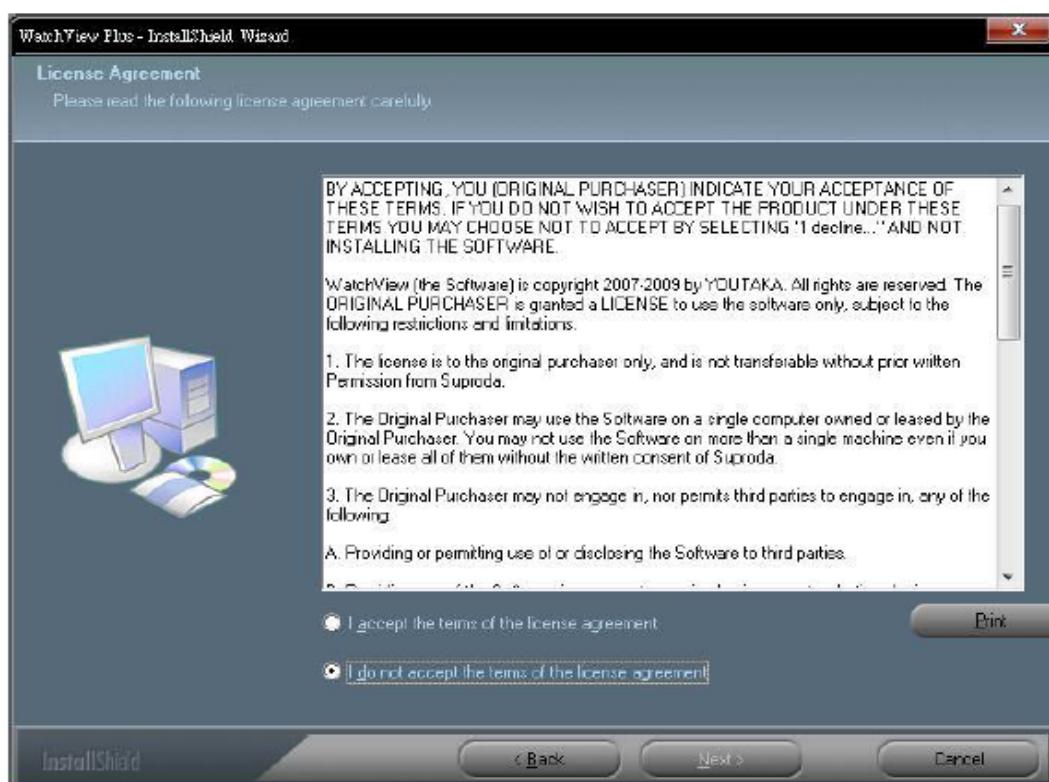 WatchView Plus - InstallShield Wizard
License Agreement
Please read the following license agreement carefully.
BY ACCEPTING, YOU (ORIGINAL PURCHASER) INDICATE YOUR ACCEPTANCE OF
THESE TERMS. IF YOU DO NOT WISH TO ACCEPT THE PRODUCT UNDER THESE
TERMS YOU MAY CHOOSE NOT TO ACCEPT BY SELECTING "I decline..." AND NOT
INSTALLING THE SOFTWARE.
WatchView (the Software) is copyright 2007-2009 by YOUTAKA. All rights are reserved. The
ORIGINAL PURCHASER is granted a LICENSE to use the software only, subject to the
following restrictions and limitations.
1. The license is to the original purchaser only, and is not transferable without prior written
Permission from Suproda.
2. The Original Purchaser may use the Software on a single computer owned or leased by the
Original Purchaser. You may not use the Software on more than a single machine even if you
own or lease all of them without the written consent of Suproda.
3. The Original Purchaser may not engage in, nor permits third parties to engage in, any of the
following:
A. Providing or permitting use of or disclosing the Software to third parties.
I accept the terms of the license agreement
Print
I do not accept the terms of the license agreement
InstallShield
< Back
Next >
Cancel